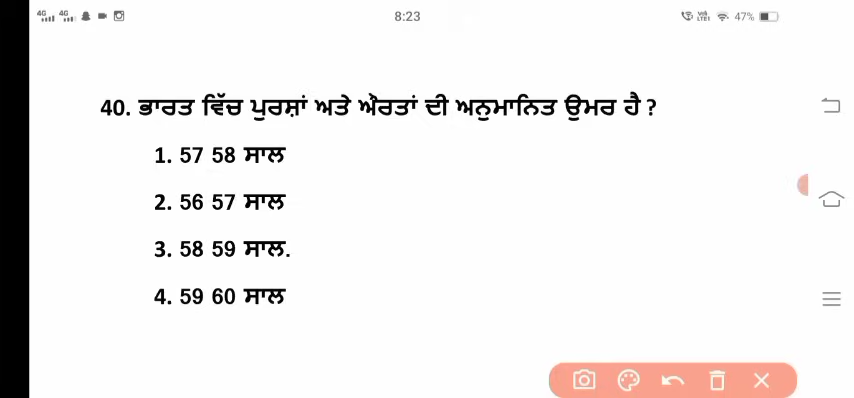 8:23
47%
40. ਭਾਰਤ ਵਿੱਚ ਪੁਰਸ਼ਾਂ ਅਤੇ ਔਰਤਾਂ ਦੀ ਅਨੁਮਾਨਿਤ ਉਮਰ ਹੈ ?
1. 57 58 ਸਾਲ
2. 56 57 ਸਾਲ
3. 58 59 ਸਾਲ.
4. 59 60 ਸਾਲ